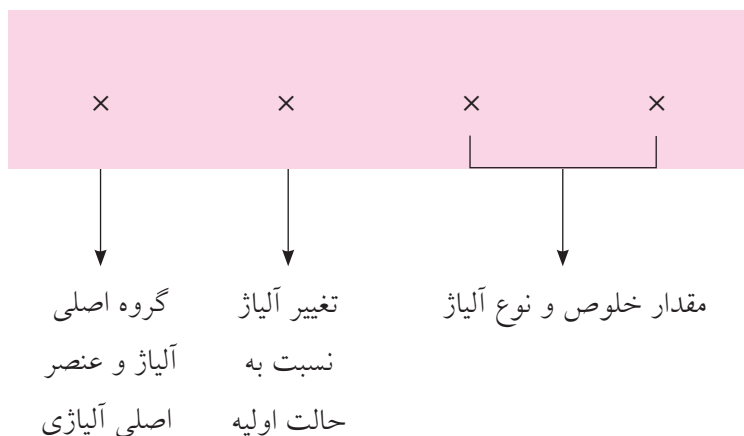 × × × ×
مقدار خلوص و نوع آلیاژ
تغییر آلیاژ
نسبت به
حالت اولیه
گروه اصلی
آلیاژ و عنصر
اصلی آلیاژی